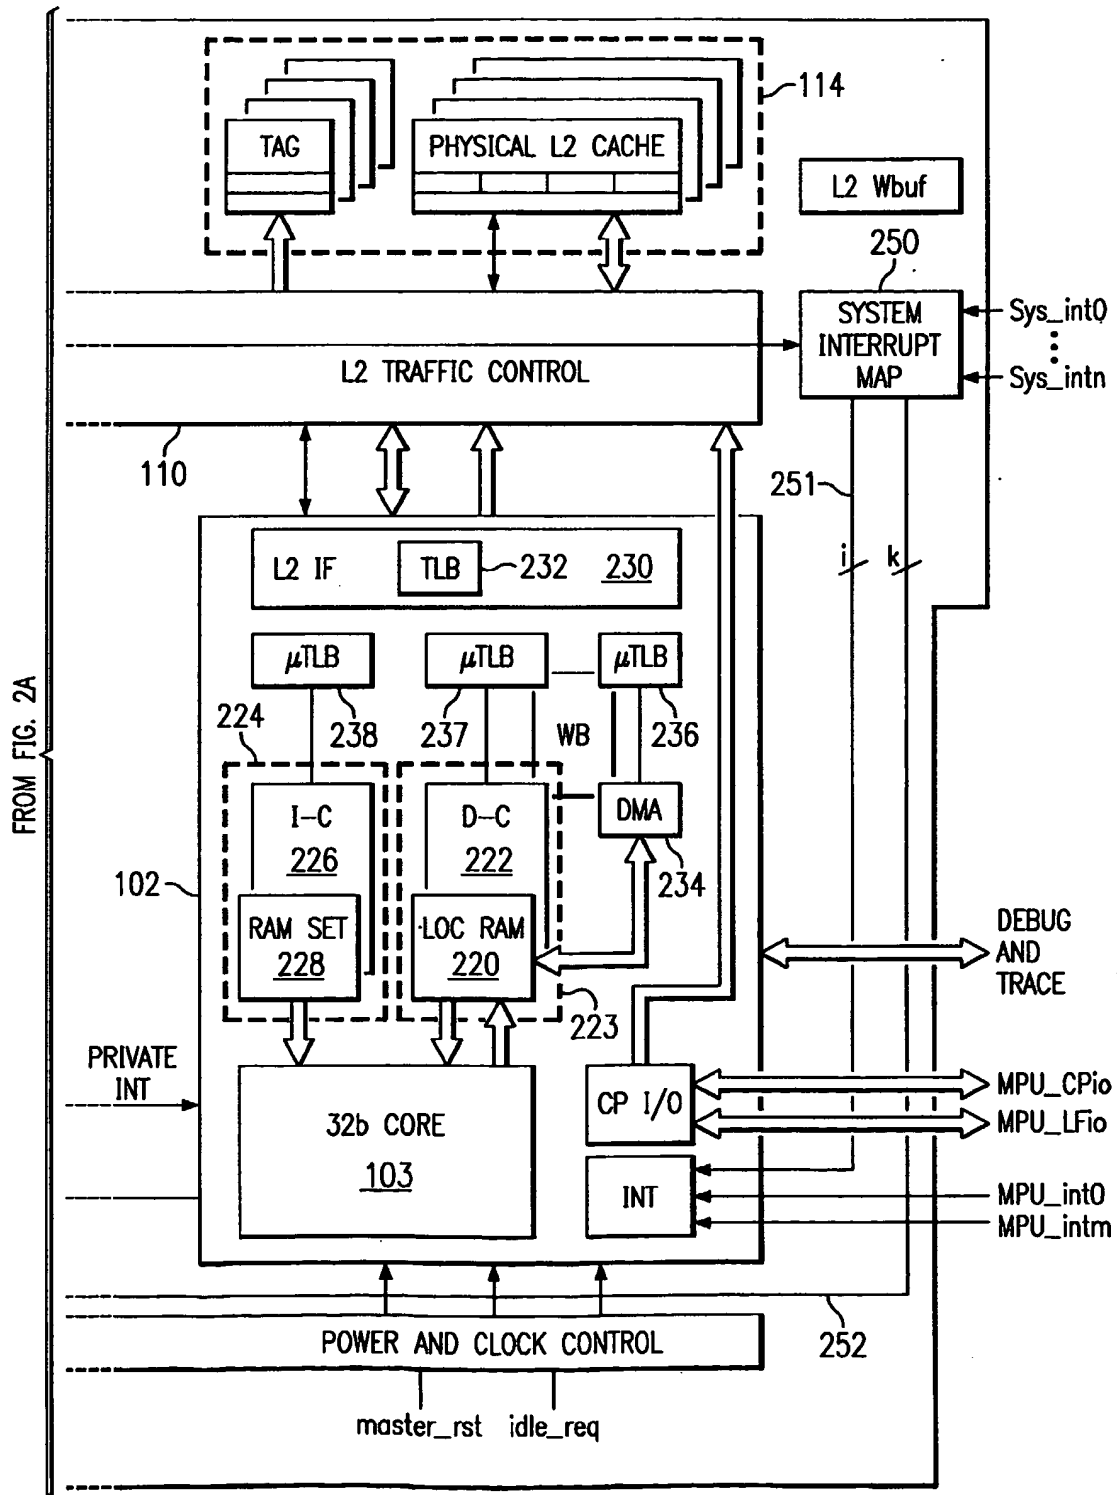 114
TAG
PHYSICAL L2 CACHE
L2 Wbuf
250
SYSTEM
INTERRUPT
MAP
Sys_int0
Sys_intn
L2 TRAFFIC CONTROL
110
251
i
k
L2 IF
TLB
232
230
μTLB
μTLB
μTLB
224
238
237
WB
236
FROM FIG. 2A
I-C
226
D-C
222
DMA
234
102
RAM SET
228
LOC RAM
220
223
DEBUG
AND
TRACE
PRIVATE
INT
32b CORE
103
CP I/O
MPU_CPio
MPU_LFio
INT
MPU_int0
MPU_intm
POWER AND CLOCK CONTROL
252
master_rst
idle_req